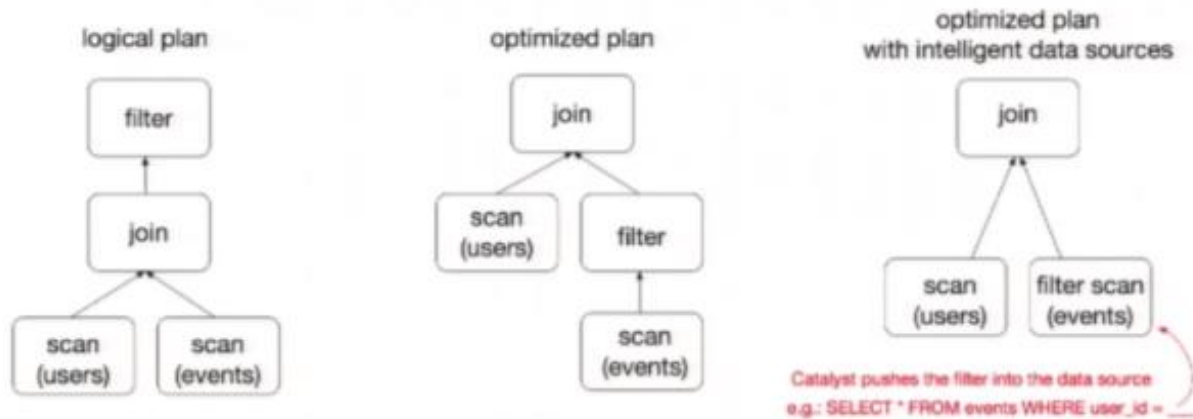 logical plan
filter
join
scan
(users)
scan
(events)
optimized plan
join
scan
(users)
filter
scan
(events)
optimized plan
with intelligent data sources
join
scan
(users)
filter scan
(events)
Catalyst pushes the filter into the data source
e.g.: SELECT * FROM events WHERE user_id = ___